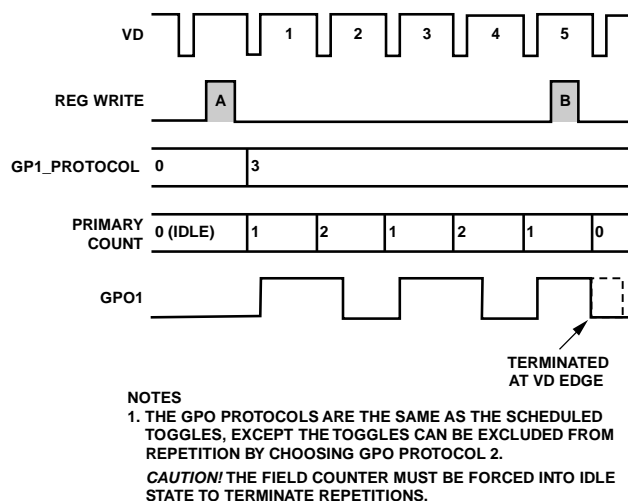 VD 1 2 3 4 5
REG WRITE A B
GP1_PROTOCOL 0 3
PRIMARY
COUNT 0 (IDLE) 1 2 1 2 1 0
GPO1
TERMINATED
AT VD EDGE
NOTES
1. THE GPO PROTOCOLS ARE THE SAME AS THE SCHEDULED
TOGGLES, EXCEPT THE TOGGLES CAN BE EXCLUDED FROM
REPETITION BY CHOOSING GPO PROTOCOL 2.
CAUTION! THE FIELD COUNTER MUST BE FORCED INTO IDLE
STATE TO TERMINATE REPETITIONS.